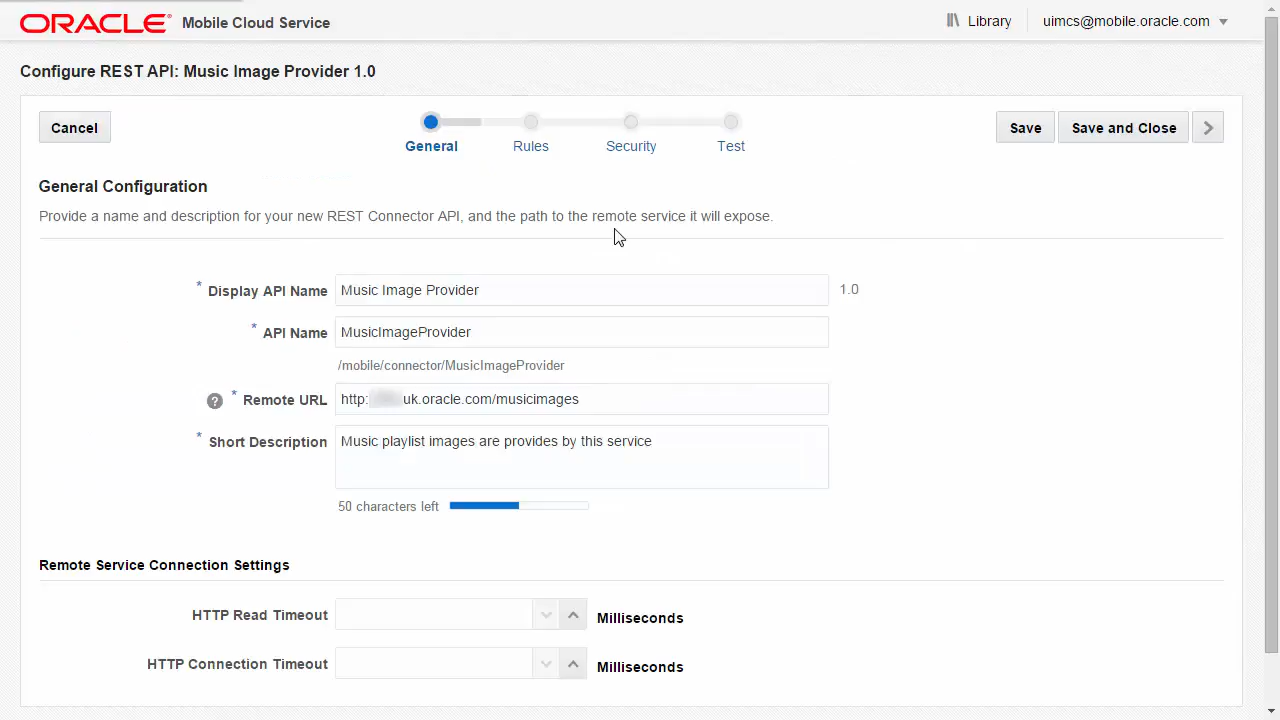 ORACLE Mobile Cloud Service
Library
uimcs@mobile.oracle.com
Configure REST API: Music Image Provider 1.0
Cancel
General
Rules
Security
Test
Save
Save and Close
General Configuration
Provide a name and description for your new REST Connector API, and the path to the remote service it will expose.
* Display API Name
Music Image Provider
1.0
* API Name
MusicImageProvider
/mobile/connector/MusicImageProvider
? * Remote URL
http: uk.oracle.com/musicimages
* Short Description
Music playlist images are provides by this service
50 characters left
Remote Service Connection Settings
HTTP Read Timeout
Milliseconds
HTTP Connection Timeout
Milliseconds